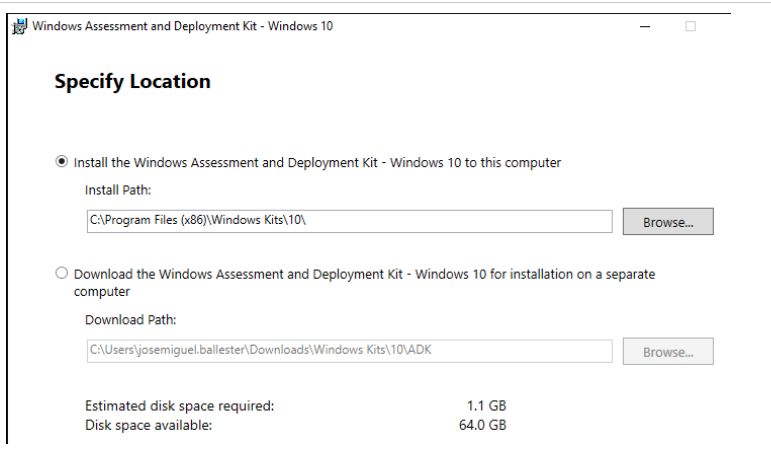 Windows Assessment and Deployment Kit - Windows 10
Specify Location
Install the Windows Assessment and Deployment Kit - Windows 10 to this computer
Install Path:
C:\Program Files (x86)\Windows Kits\10\
Browse...
Download the Windows Assessment and Deployment Kit - Windows 10 for installation on a separate
computer
Download Path:
C:\Users\josemiguel.ballester\Downloads\Windows Kits\10\ADK
Browse...
Estimated disk space required: 1.1 GB
Disk space available: 64.0 GB